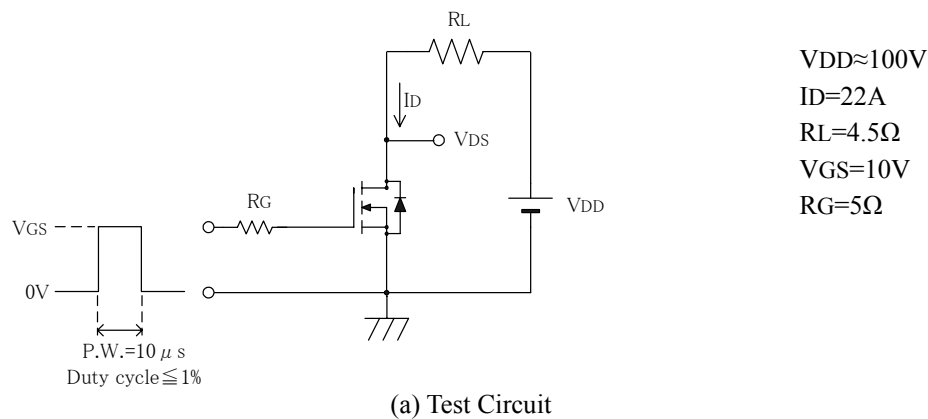 RL
VDD≈100V
ID=22A
RL=4.5Ω
VGS=10V
RG=5Ω
ID
VDS
RG
VDD
VGS
0V
P.W.=10μs
Duty cycle≦1%
(a) Test Circuit